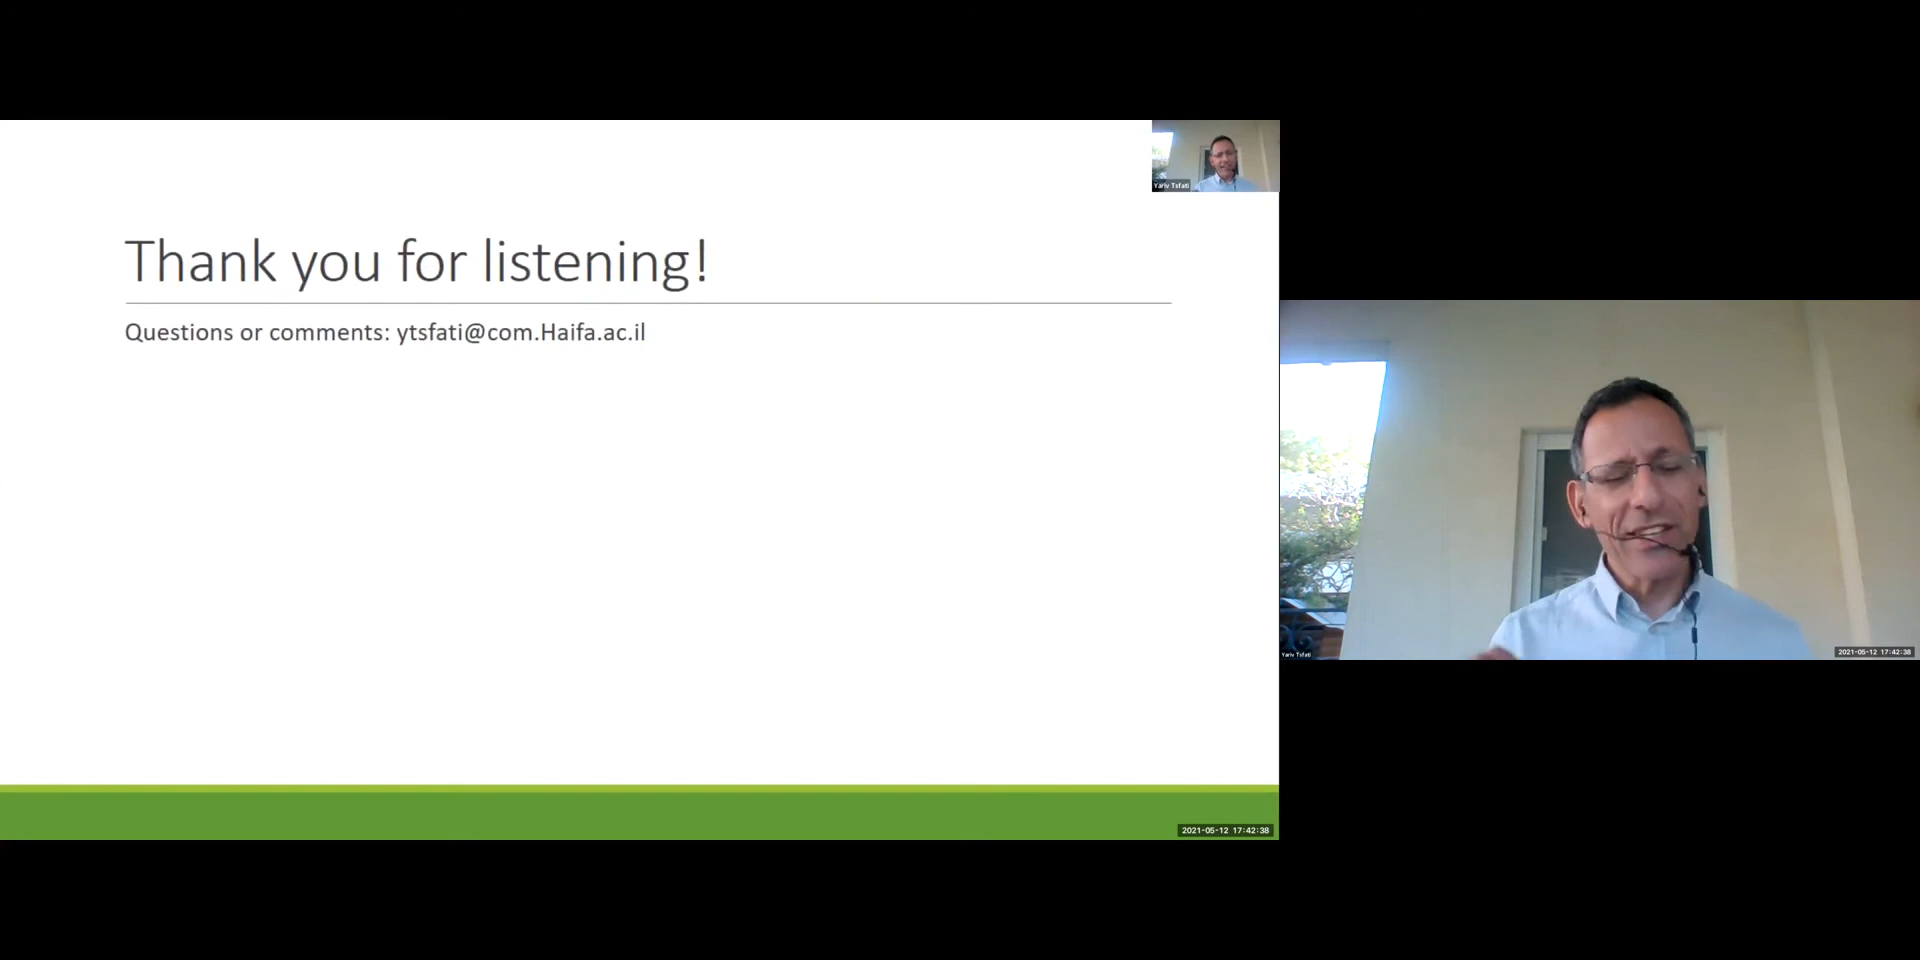 Yariv Tsfati
Thank you for listening!
Questions or comments: ytsfati@com.Haifa.ac.il
Yariv Tsfati
2021-05-12 17:42:38
2021-05-12 17:42:38